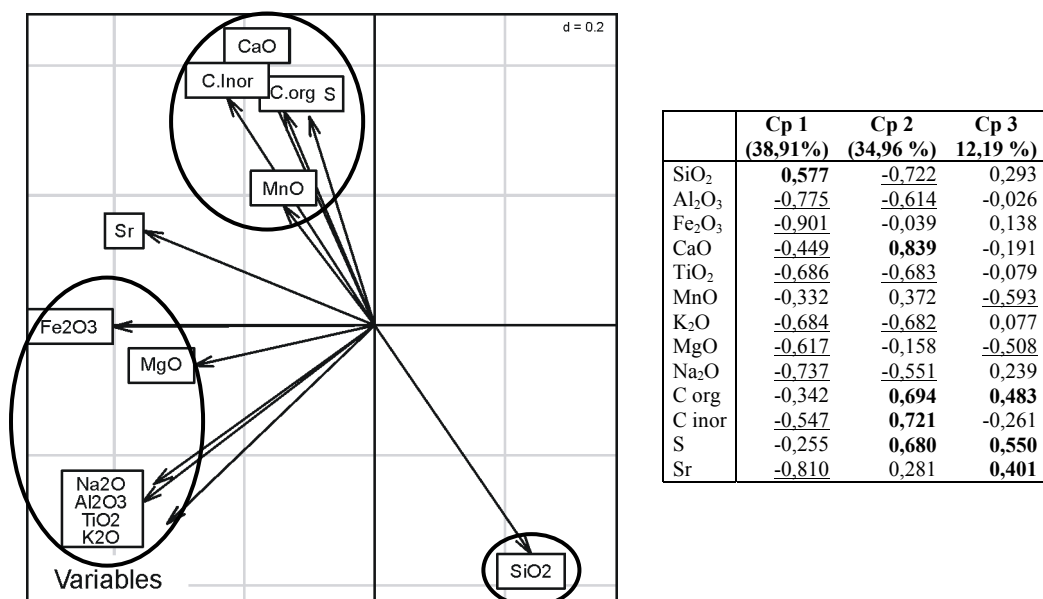 d = 0.2
CaO
C.Inor
C.org S
MnO
Sr
Fe2O3
MgO
Na2O
Al2O3
TiO2
K2O
Variables
SiO2
Cp 1 Cp 2 Cp 3
(38,91%) (34,96 %) 12,19 %)
SiO₂ 0,577 -0,722 0,293
Al₂O₃ -0,775 -0,614 -0,026
Fe₂O₃ -0,901 -0,039 0,138
CaO -0,449 0,839 -0,191
TiO₂ -0,686 -0,683 -0,079
MnO -0,332 0,372 -0,593
K₂O -0,684 -0,682 0,077
MgO -0,617 -0,158 -0,508
Na₂O -0,737 -0,551 0,239
C org -0,342 0,694 0,483
C inor -0,547 0,721 -0,261
S -0,255 0,680 0,550
Sr -0,810 0,281 0,401